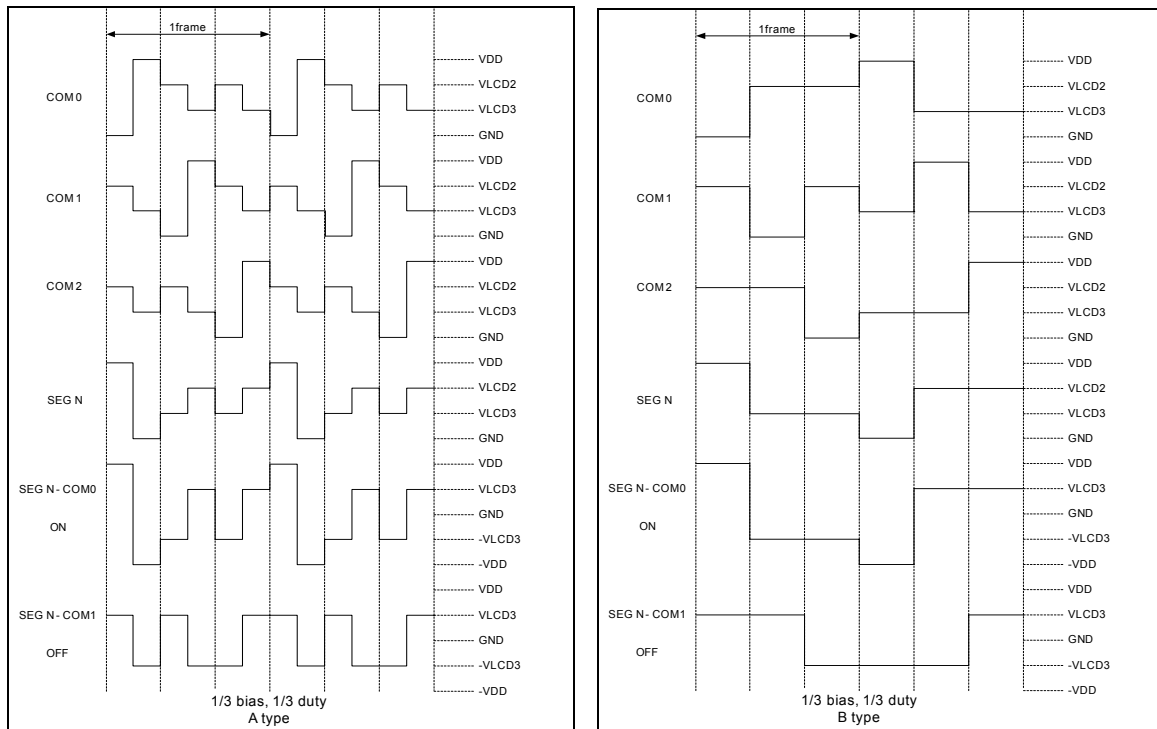 1frame
COM0
VDD
VLCD2
VLCD3
GND
COM1
VDD
VLCD2
VLCD3
GND
COM2
VDD
VLCD2
VLCD3
GND
SEG N
VDD
VLCD2
VLCD3
GND
SEG N - COM0
ON
VDD
VLCD3
GND
-VLCD3
-VDD
SEG N - COM1
OFF
VDD
VLCD3
GND
-VLCD3
-VDD
1/3 bias, 1/3 duty
A type
1frame
COM0
VDD
VLCD2
VLCD3
GND
COM1
VDD
VLCD2
VLCD3
GND
COM2
VDD
VLCD2
VLCD3
GND
SEG N
VDD
VLCD2
VLCD3
GND
SEG N - COM0
ON
VDD
VLCD3
GND
-VLCD3
-VDD
SEG N - COM1
OFF
VDD
VLCD3
GND
-VLCD3
-VDD
1/3 bias, 1/3 duty
B type